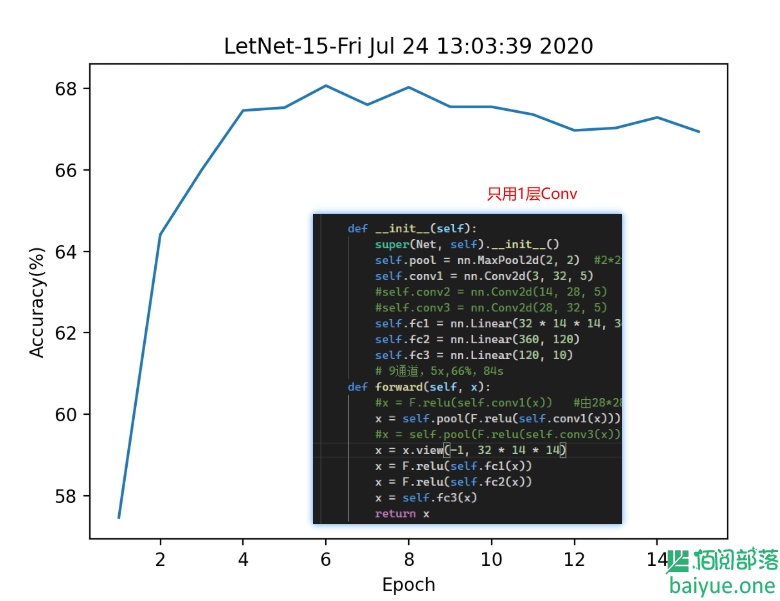 LetNet-15-Fri Jul 24 13:03:39 2020
68
66
64
62
60
58
Accuracy(%)
只用1层Conv
def __init__(self):
super(Net, self).__init__()
self.pool = nn.MaxPool2d(2, 2)  #2*2
self.conv1 = nn.Conv2d(3, 32, 5)
#self.conv2 = nn.Conv2d(14, 28, 5)
#self.conv3 = nn.Conv2d(28, 32, 5)
self.fc1 = nn.Linear(32 * 14 * 14, 3
self.fc2 = nn.Linear(360, 120)
self.fc3 = nn.Linear(120, 10)
# 9通道，5x,66%，84s
def forward(self, x):
#x = F.relu(self.conv1(x))   #由28*28
x = self.pool(F.relu(self.conv1(x)))
#x = self.pool(F.relu(self.conv3(x))
x = x.view(-1, 32 * 14 * 14)
x = F.relu(self.fc1(x))
x = F.relu(self.fc2(x))
x = self.fc3(x)
return x
2 4 6 8 10 12 14
Epoch
佰阅部落
baiyue.one